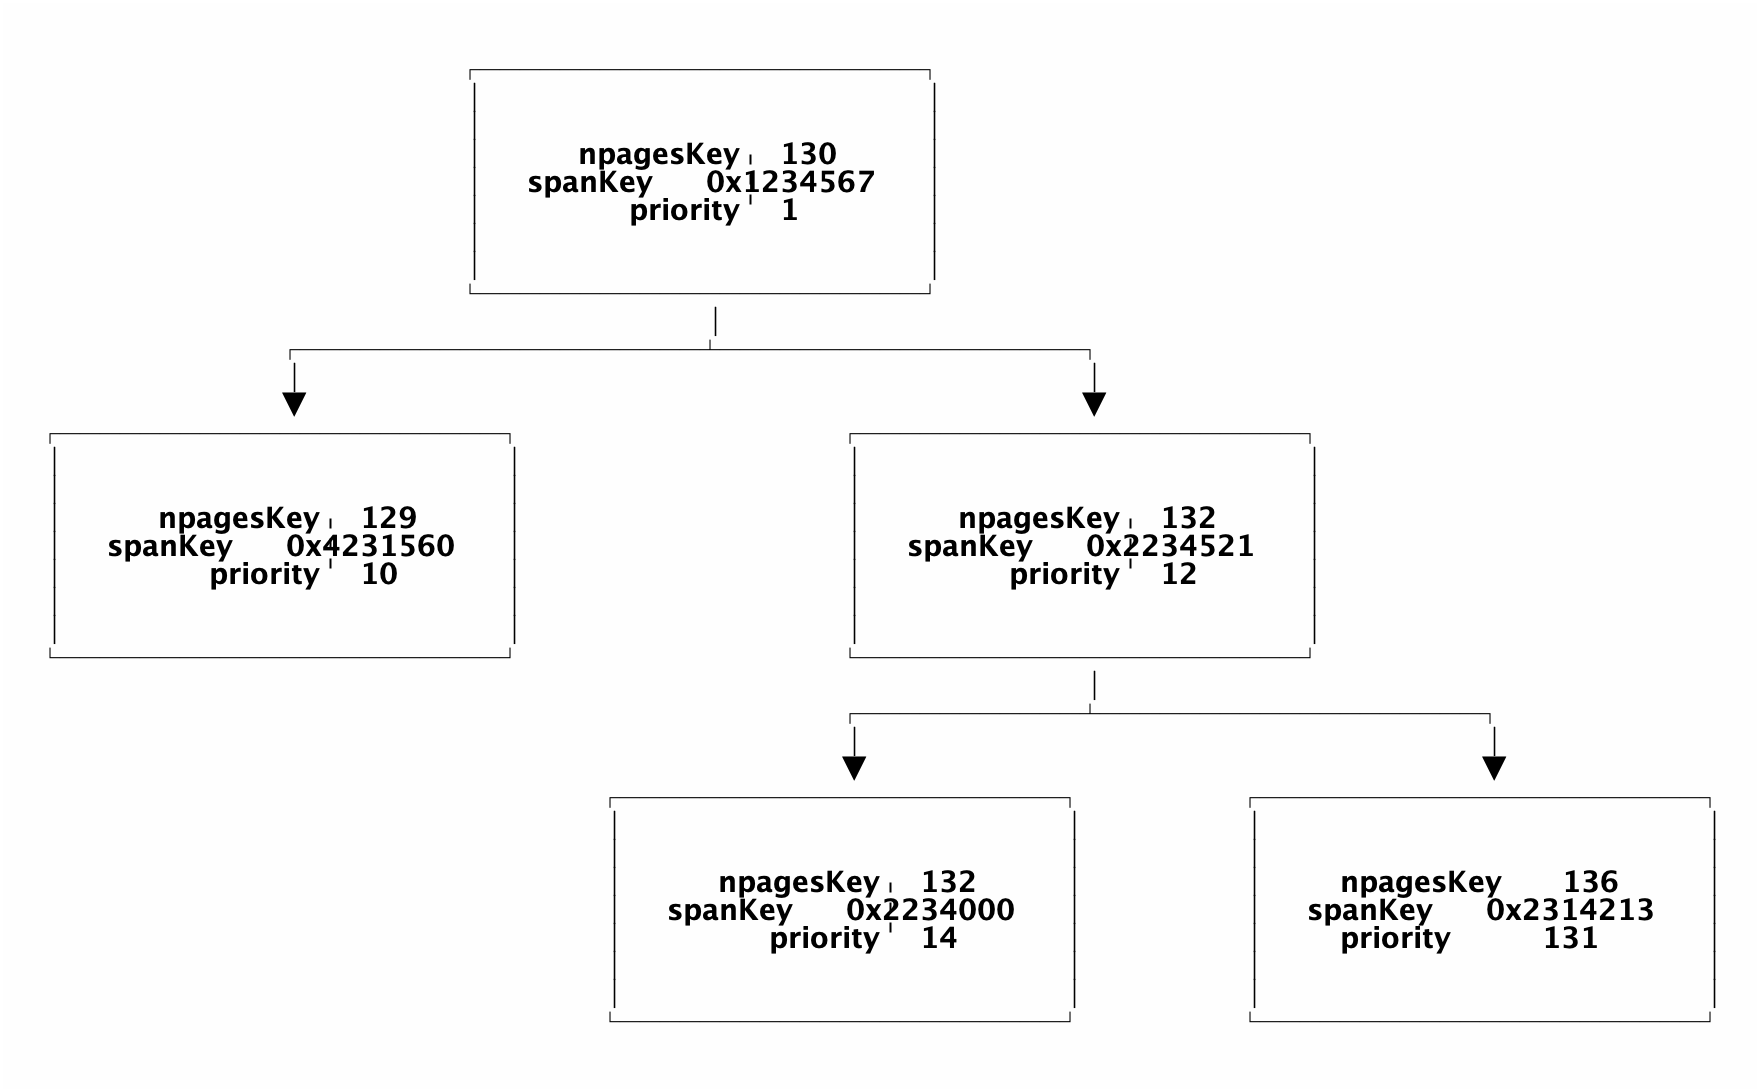 npagesKey 130
spanKey 0x1234567
priority 1
npagesKey 129
spanKey 0x4231560
priority 10
npagesKey 132
spanKey 0x2234521
priority 12
npagesKey 132
spanKey 0x2234000
priority 14
npagesKey 136
spanKey 0x2314213
priority 131